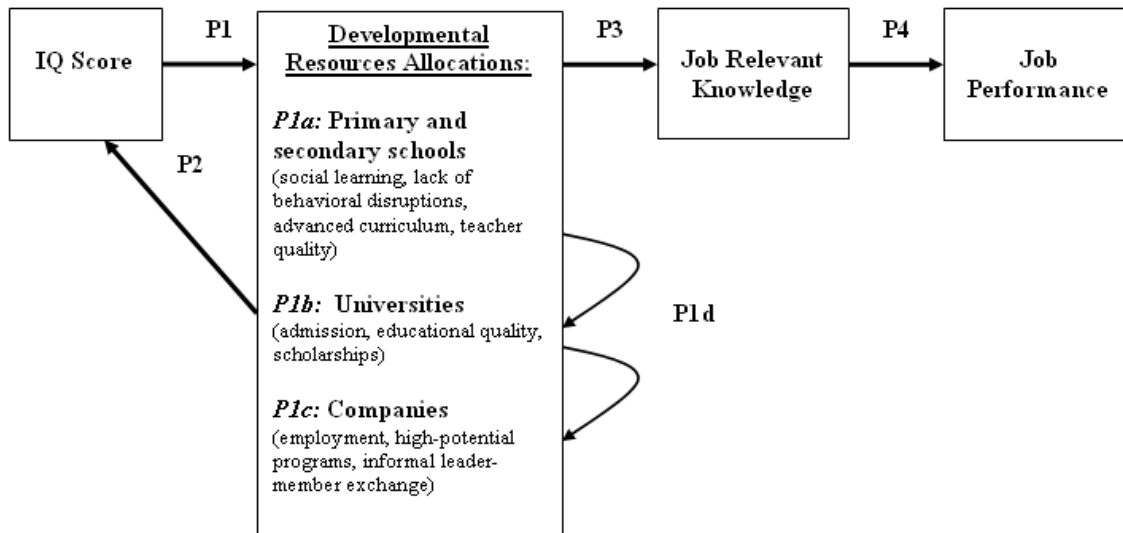 P1
P3
P4
IQ Score
Developmental
Resources Allocations:
Job Relevant
Knowledge
Job
Performance
P2
P1a: Primary and
secondary schools
(social learning, lack of
behavioral disruptions,
advanced curriculum, teacher
quality)
P1b: Universities
(admission, educational quality,
scholarships)
P1d
P1c: Companies
(employment, high-potential
programs, informal leader-
member exchange)